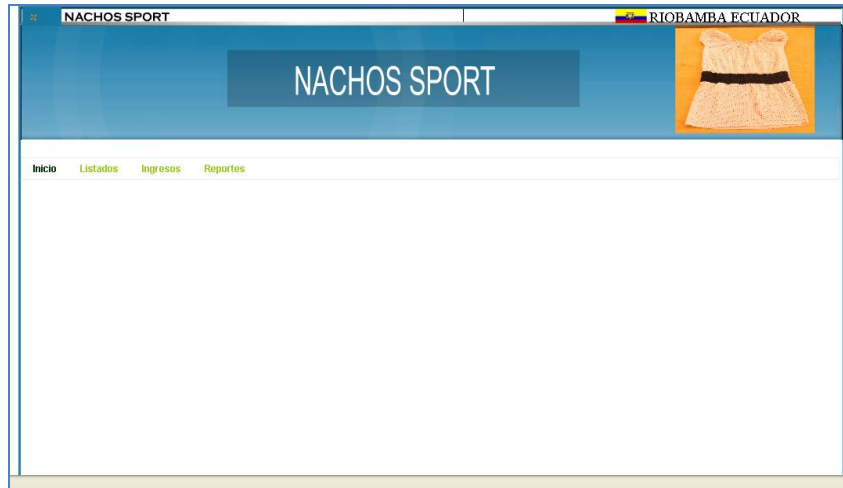 NACHOS SPORT RIOBAMBA ECUADOR
NACHOS SPORT
Inicio Listados Ingresos Reportes